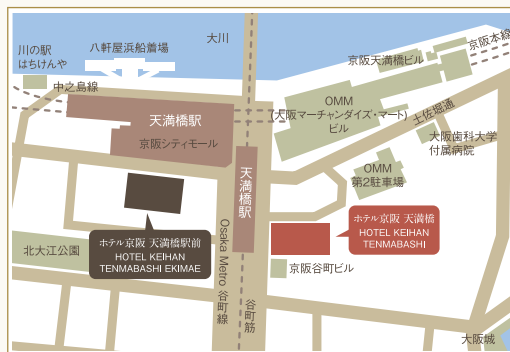 川の駅
はちけんや
八軒屋浜船着場
大川
京阪本線
京阪天満橋ビル
中之島線
天満橋駅
京阪シティモール
OMM
(大阪マーチャンダイズ・マート)
ビル
土佐堀通
大阪歯科大学
付属病院
OMM
第2駐車場
天満橋駅
ホテル京阪 天満橋
HOTEL KEIHAN
TENMABASHI
ホテル京阪 天満橋駅前
HOTEL KEIHAN
TENMABASHI EKIMAE
北大江公園
Osaka Metro 谷町線
谷町筋
京阪谷町ビル
大阪城